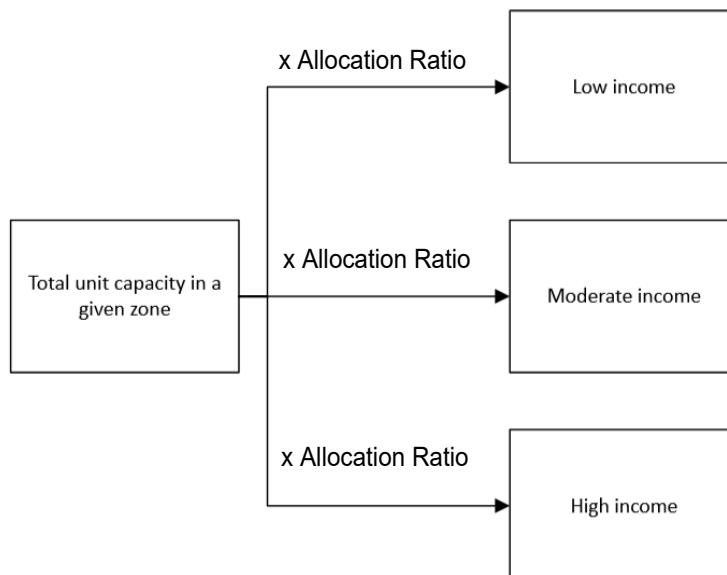 x Allocation Ratio
Low income
x Allocation Ratio
Total unit capacity in a
given zone
Moderate income
x Allocation Ratio
High income